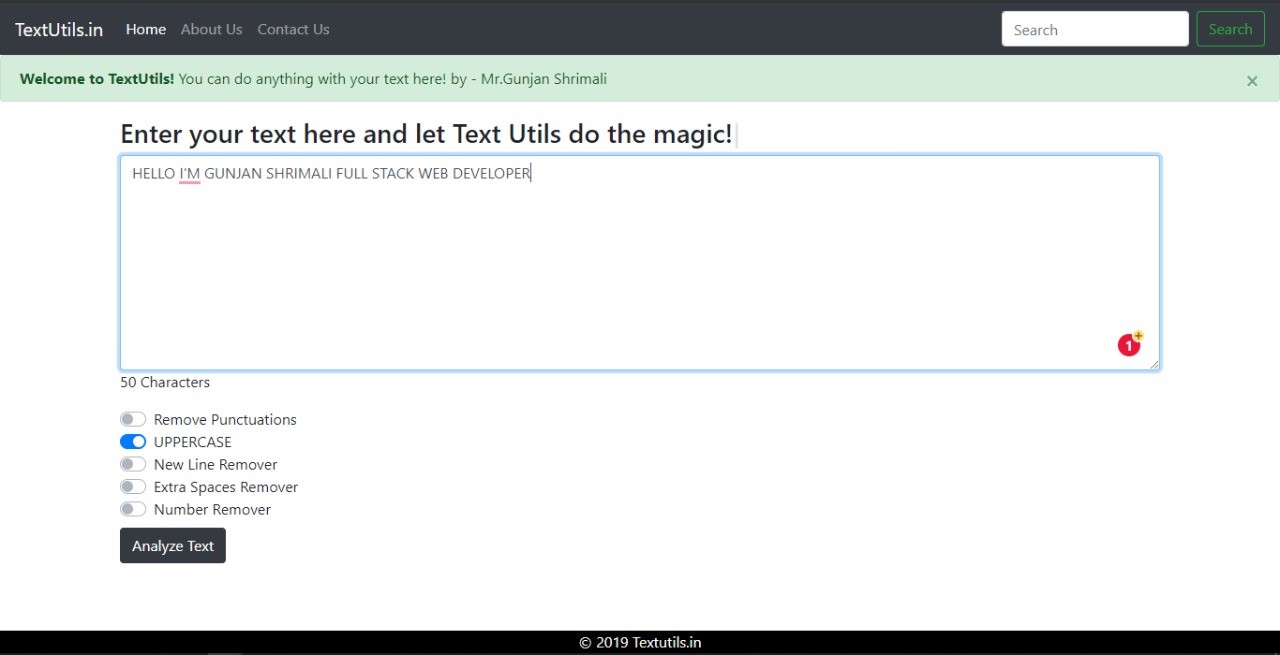 TextUtils.in Home About Us Contact Us Search Search
Welcome to TextUtils! You can do anything with your text here! by - Mr.Gunjan Shrimali ×
Enter your text here and let Text Utils do the magic!
HELLO I'M GUNJAN SHRIMALI FULL STACK WEB DEVELOPER
1
50 Characters
Remove Punctuations
UPPERCASE
New Line Remover
Extra Spaces Remover
Number Remover
Analyze Text
© 2019 Textutils.in